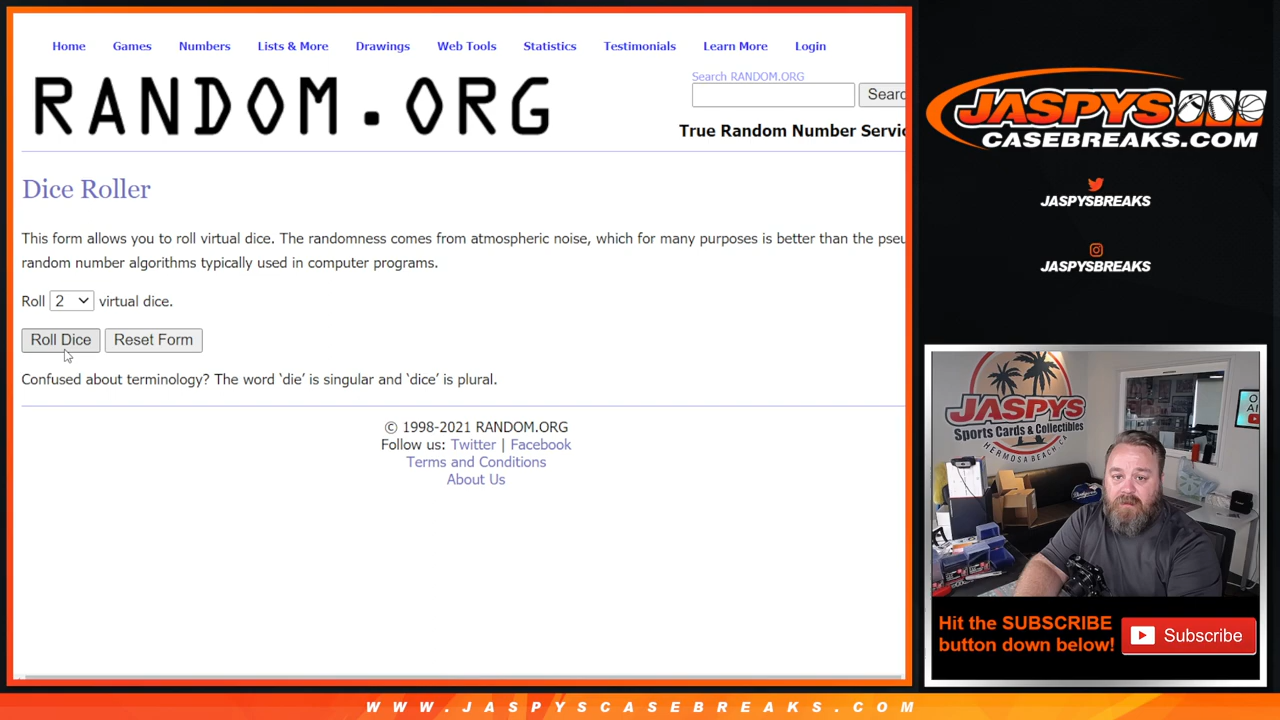 Home Games Numbers Lists & More Drawings Web Tools Statistics Testimonials Learn More Login
RANDOM.ORG
Search RANDOM.ORG
Searc
True Random Number Servic
Dice Roller
This form allows you to roll virtual dice. The randomness comes from atmospheric noise, which for many purposes is better than the pseu
random number algorithms typically used in computer programs.
Roll 2 virtual dice.
Roll Dice Reset Form
Confused about terminology? The word ‘die’ is singular and ‘dice’ is plural.
© 1998-2021 RANDOM.ORG
Follow us: Twitter | Facebook
Terms and Conditions
About Us
JASPYS
CASEBREAKS.COM
JASPYSBREAKS
JASPYSBREAKS
JASPYS
Sports Cards & Collectibles
HERMOSA BEACH, CA
Hit the SUBSCRIBE
button down below!
Subscribe
WWW.JASPYSCASEBREAKS.COM